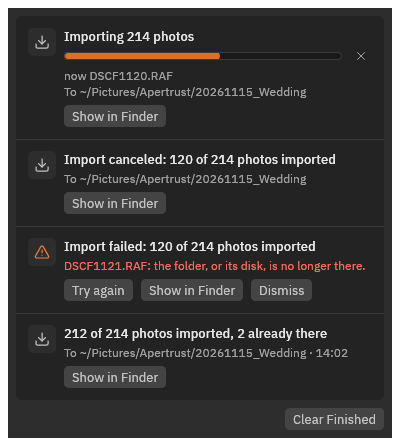 Importing 214 photos
now DSCF1120.RAF
To ~/Pictures/Apertrust/20261115_Wedding
Show in Finder
Import canceled: 120 of 214 photos imported
To ~/Pictures/Apertrust/20261115_Wedding
Show in Finder
Import failed: 120 of 214 photos imported
DSCF1121.RAF: the folder, or its disk, is no longer there.
Try again Show in Finder Dismiss
212 of 214 photos imported, 2 already there
To ~/Pictures/Apertrust/20261115_Wedding · 14:02
Show in Finder
Clear Finished